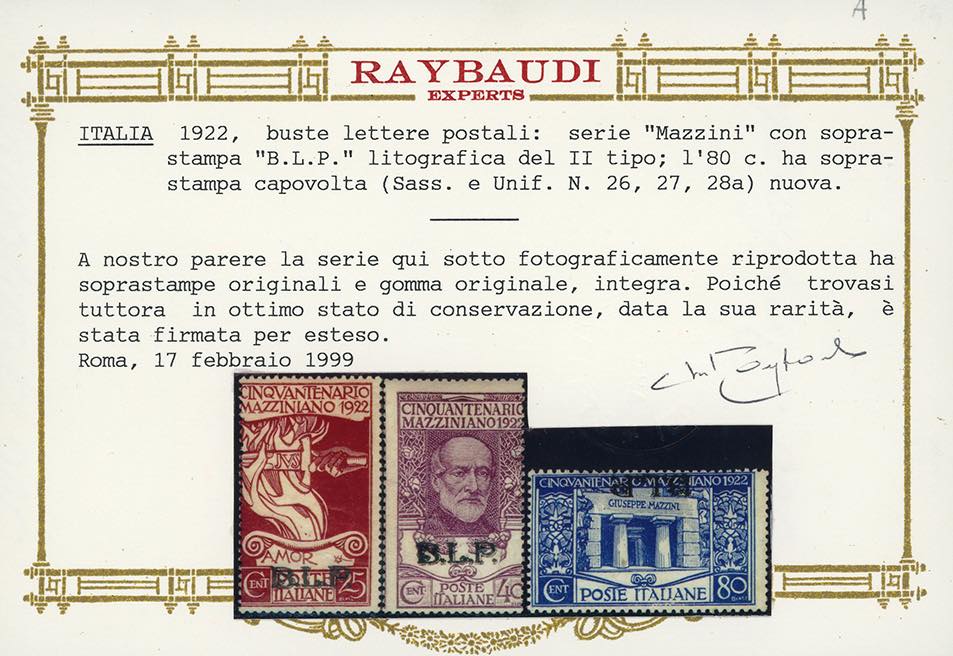 A
RAYBAUDI
EXPERTS
ITALIA 1922, buste lettere postali: serie "Mazzini" con sopra-
stampa "B.L.P." litografica del II tipo; l'80 c. ha sopra-
stampa capovolta (Sass. e Unif. N. 26, 27, 28a) nuova.
A nostro parere la serie qui sotto fotograficamente riprodotta ha
soprastampe originali e gomma originale, integra. Poiché trovasi
tuttora in ottimo stato di conservazione, data la sua rarità, è
stata firmata per esteso.
Roma, 17 febbraio 1999
CINQVANTENARIO
MAZZINIANO 1922
AMOR
B.L.P.
CENT 25
ITALIANE
CINQUANTENARIO
MAZZINIANO 1922
B.L.P.
POSTE
CENT ITALIANE 40
B.L.P.
CINQVANTENARIO MAZZINIANO 1922
GIUSEPPE MAZZINI
CENT POSTE ITALIANE 80